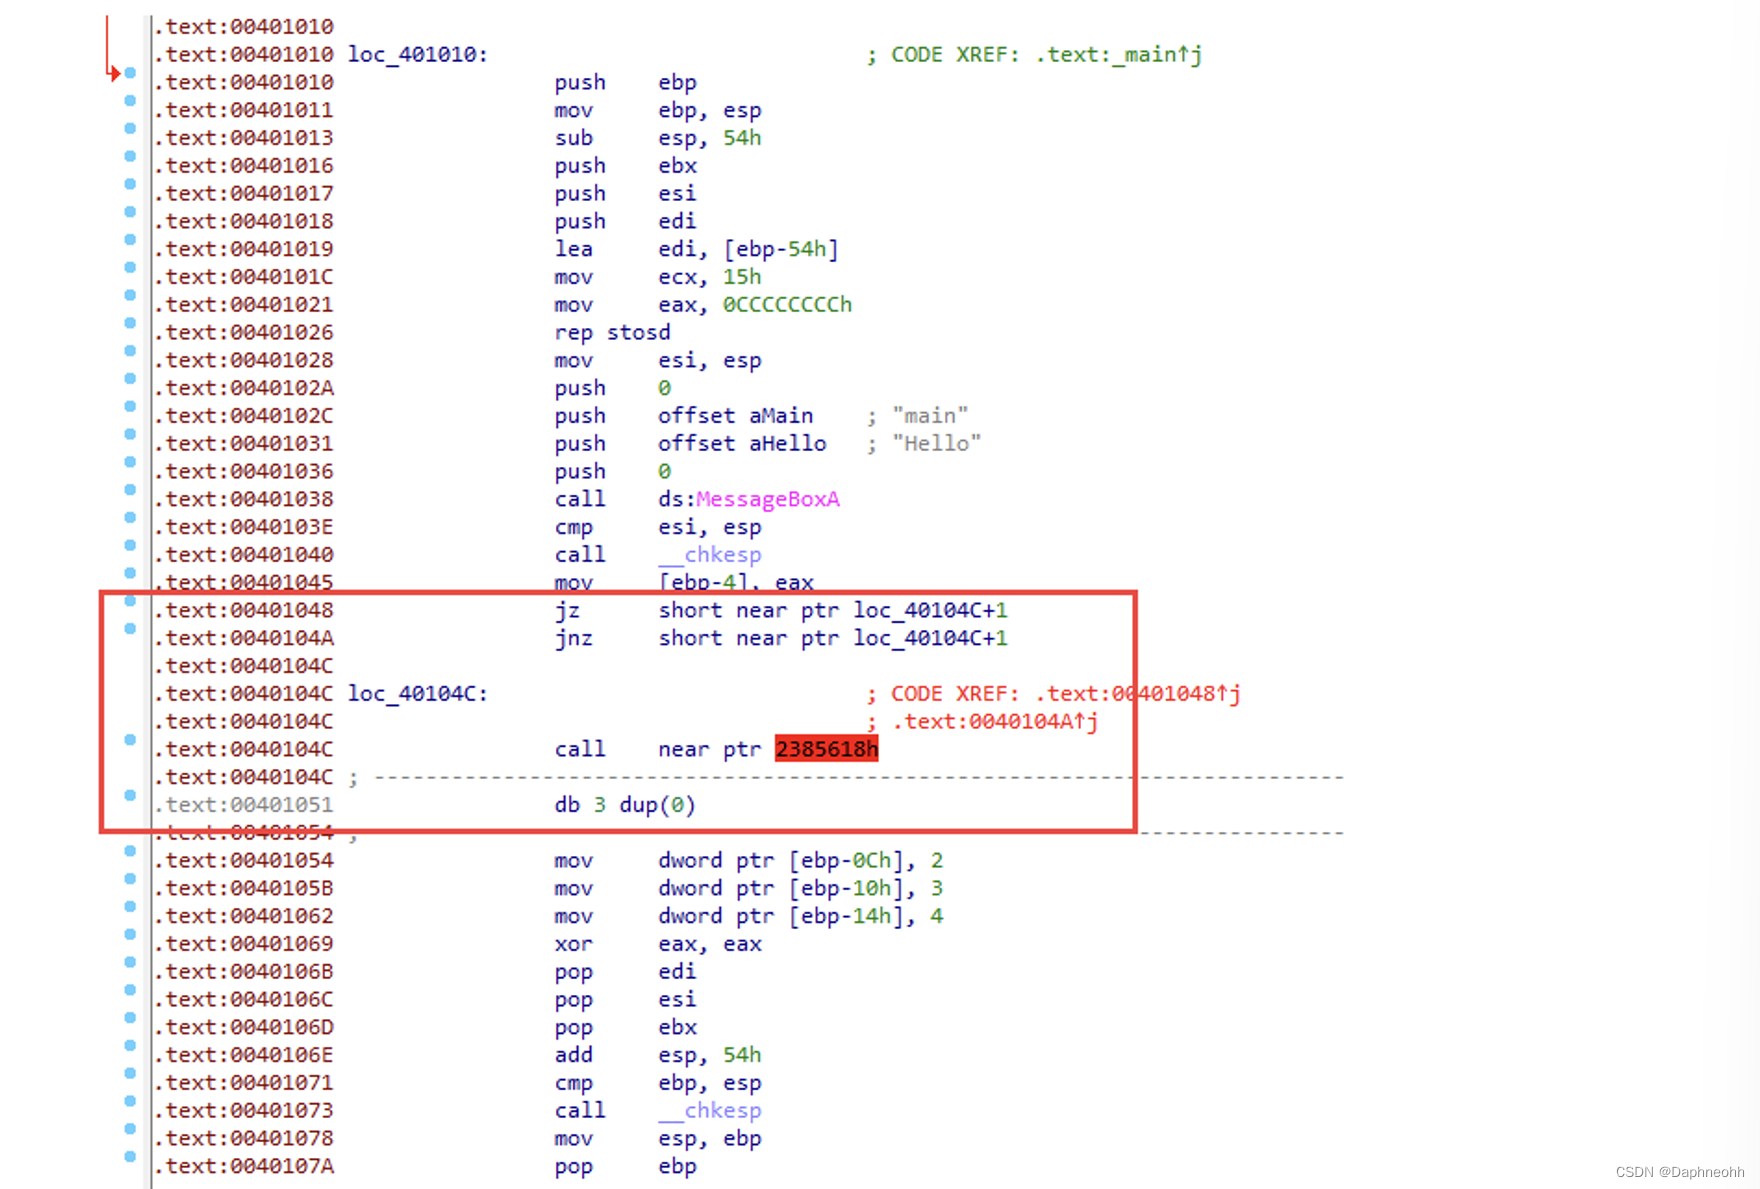 .text:00401010
.text:00401010 loc_401010: ; CODE XREF: .text:_main↑j
.text:00401010 push ebp
.text:00401011 mov ebp, esp
.text:00401013 sub esp, 54h
.text:00401016 push ebx
.text:00401017 push esi
.text:00401018 push edi
.text:00401019 lea edi, [ebp-54h]
.text:0040101C mov ecx, 15h
.text:00401021 mov eax, 0CCCCCCCCh
.text:00401026 rep stosd
.text:00401028 mov esi, esp
.text:0040102A push 0
.text:0040102C push offset aMain ; "main"
.text:00401031 push offset aHello ; "Hello"
.text:00401036 push 0
.text:00401038 call ds:MessageBoxA
.text:0040103E cmp esi, esp
.text:00401040 call __chkesp
.text:00401045 mov [ebp-4], eax
.text:00401048 jz short near ptr loc_40104C+1
.text:0040104A jnz short near ptr loc_40104C+1
.text:0040104C
.text:0040104C loc_40104C: ; CODE XREF: .text:00401048↑j
.text:0040104C ; .text:0040104A↑j
.text:0040104C call near ptr 2385618h
.text:0040104C ; ---------------------------------------------------------------------------
.text:00401051 db 3 dup(0)
.text:00401054 ; ---------------------------------------------------------------------------
.text:00401054 mov dword ptr [ebp-0Ch], 2
.text:0040105B mov dword ptr [ebp-10h], 3
.text:00401062 mov dword ptr [ebp-14h], 4
.text:00401069 xor eax, eax
.text:0040106B pop edi
.text:0040106C pop esi
.text:0040106D pop ebx
.text:0040106E add esp, 54h
.text:00401071 cmp ebp, esp
.text:00401073 call __chkesp
.text:00401078 mov esp, ebp
.text:0040107A pop ebp
CSDN @Daphneohh